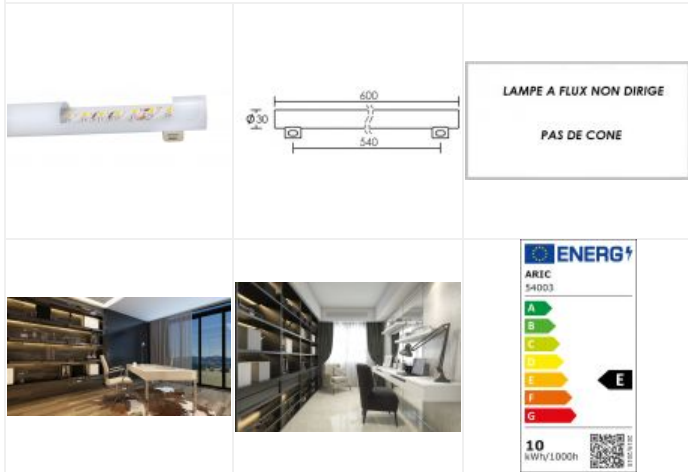 600
Ø30
540
LAMPE A FLUX NON DIRIGE
PAS DE CONE
ENERG
ARIC
54003
A
B
C
D
E
E
F
G
10
kWh/1000h